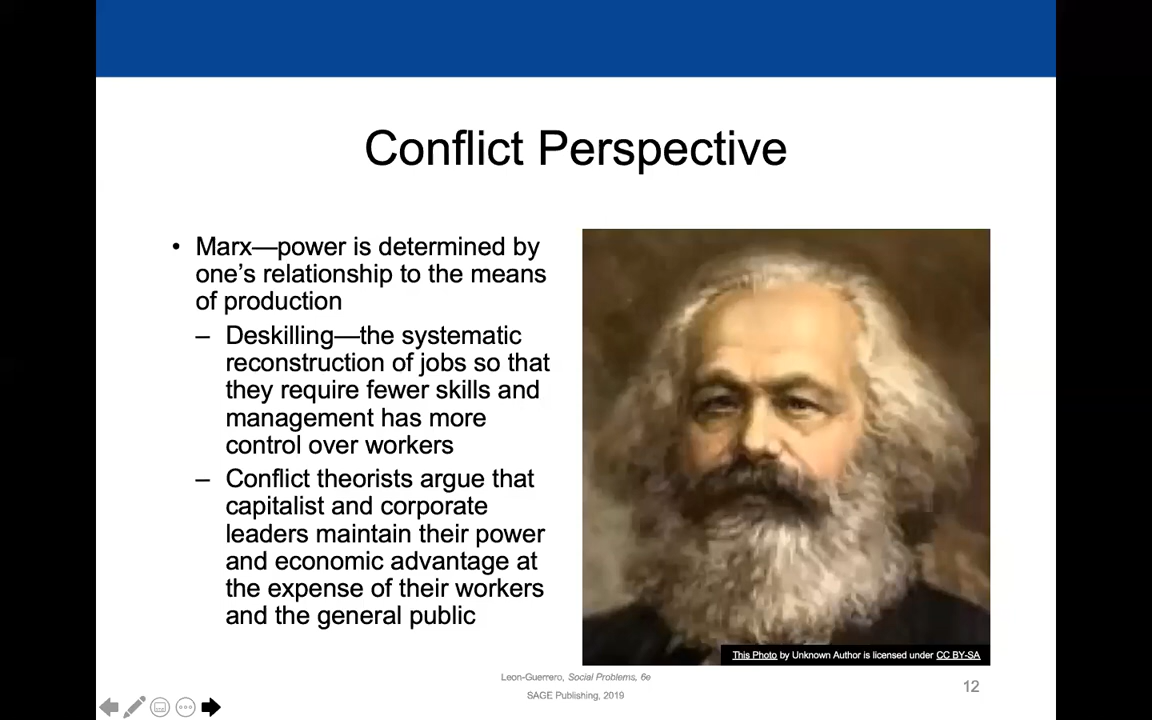 Conflict Perspective
• Marx—power is determined by
one’s relationship to the means
of production
– Deskilling—the systematic
reconstruction of jobs so that
they require fewer skills and
management has more
control over workers
– Conflict theorists argue that
capitalist and corporate
leaders maintain their power
and economic advantage at
the expense of their workers
and the general public
This Photo by Unknown Author is licensed under CC BY-SA
Leon-Guerrero, Social Problems, 6e
SAGE Publishing, 2019
12